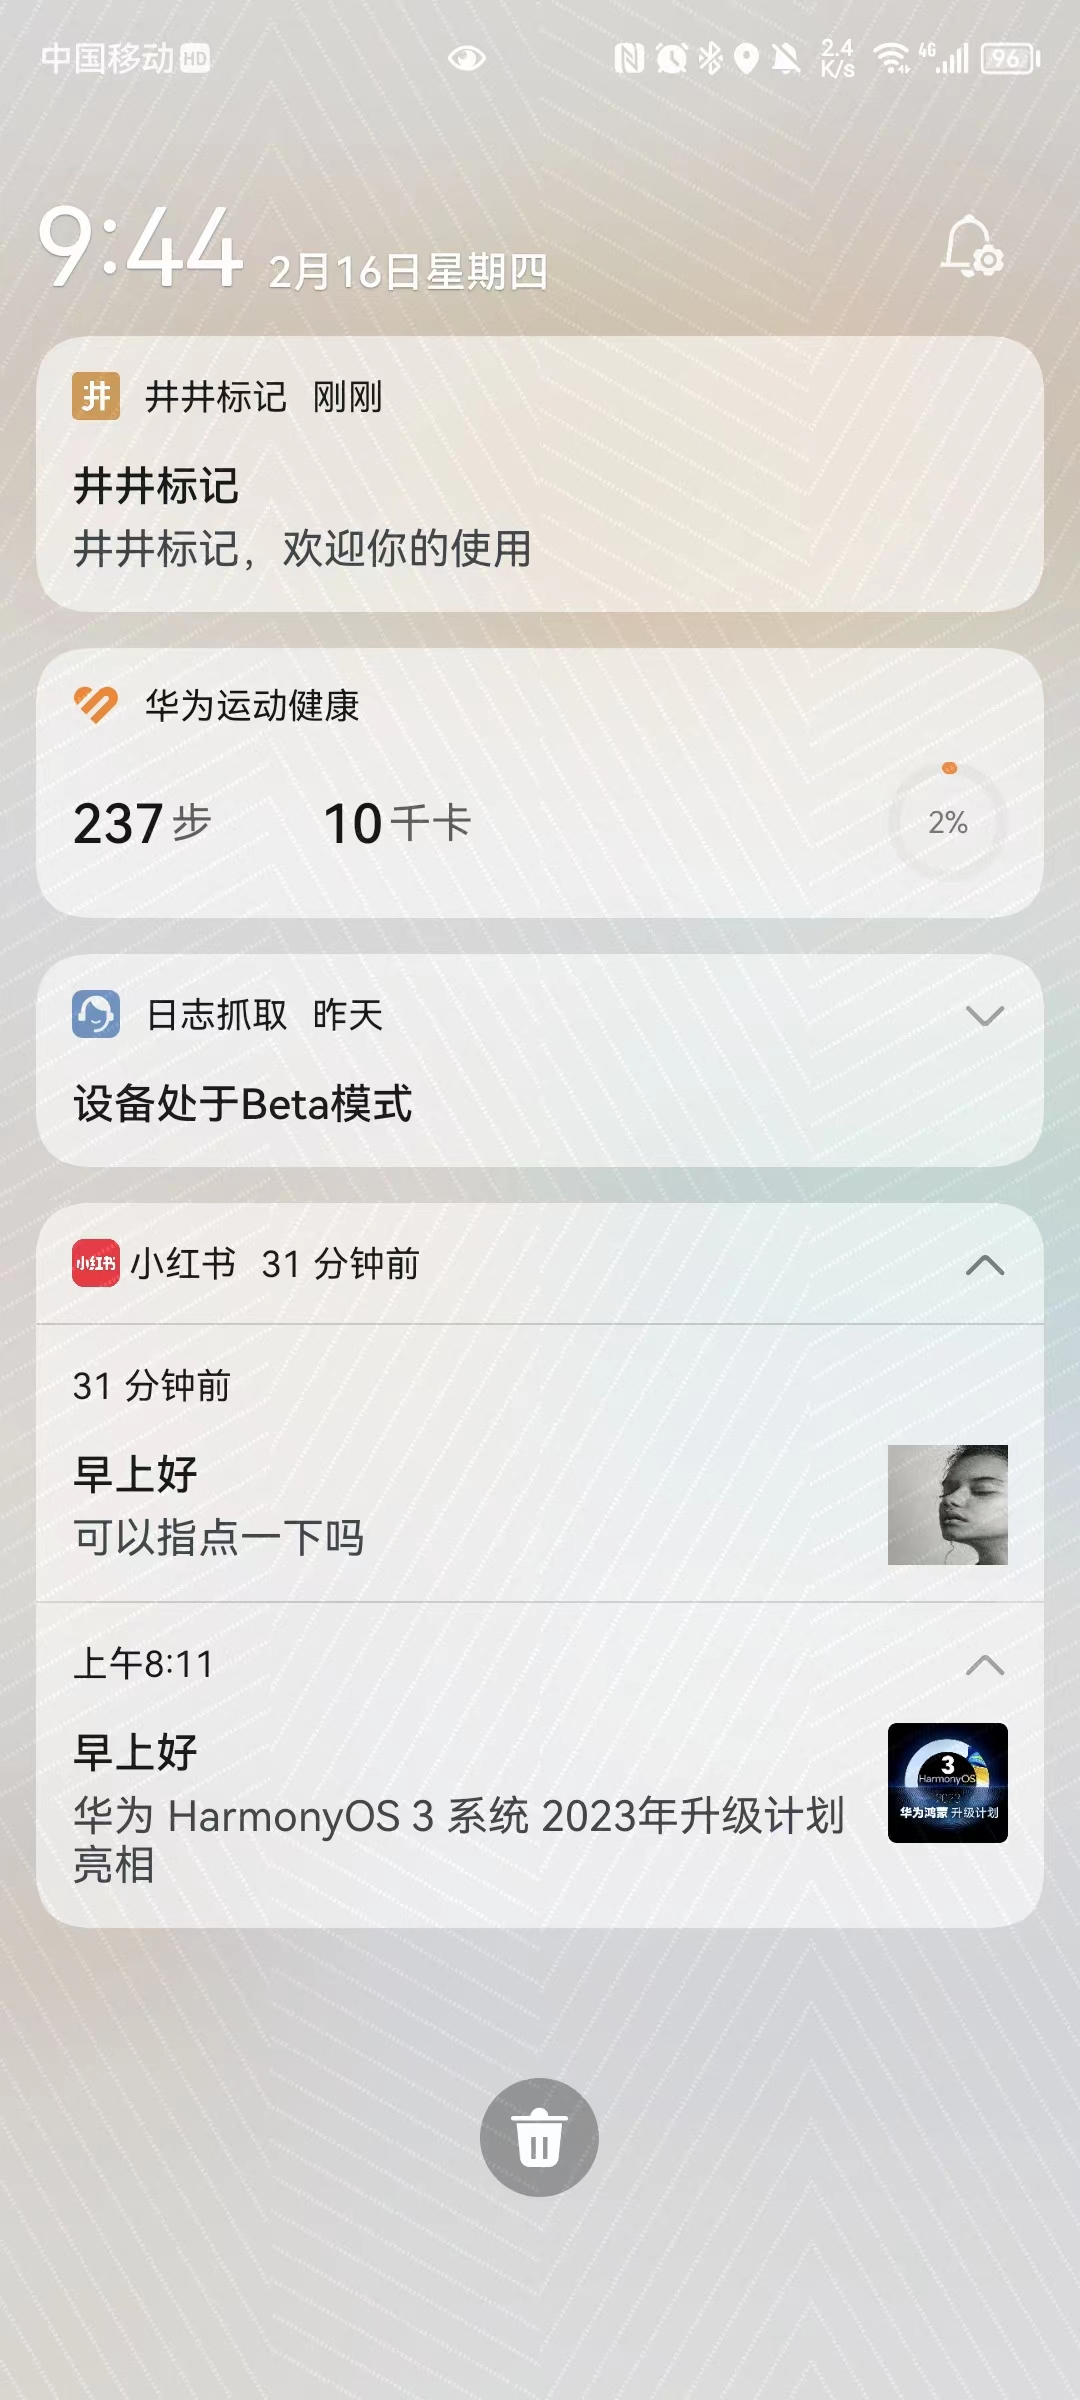 中国移动 HD
2.4 K/s
4G
96
9:44 2月16日星期四
井 井井标记 刚刚
井井标记
井井标记，欢迎你的使用
华为运动健康
237步 10千卡 2%
日志抓取 昨天
设备处于Beta模式
小红书 小红书 31 分钟前
31 分钟前
早上好
可以指点一下吗
上午8:11
早上好
华为 HarmonyOS 3 系统 2023年升级计划
亮相
3
HarmonyOS
2023
华为鸿蒙 升级计划